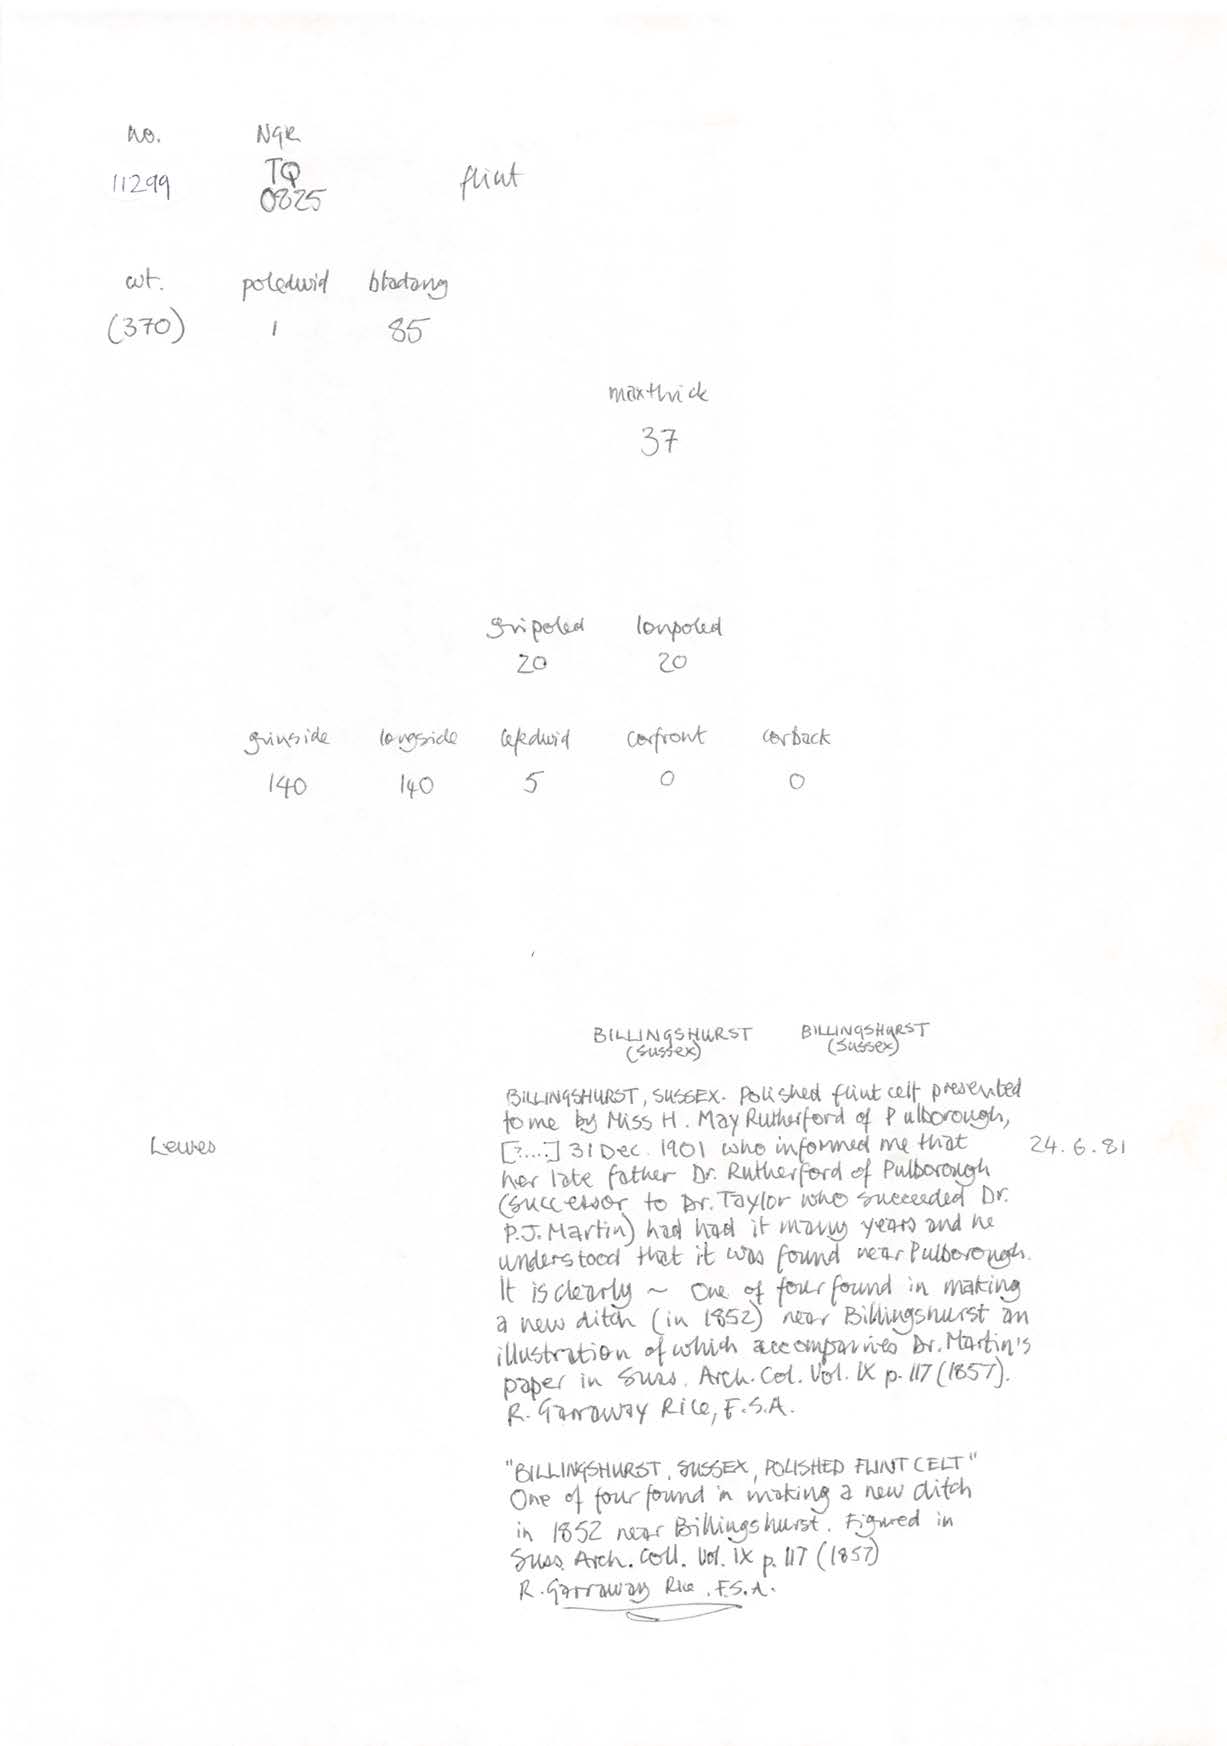 no. NGR
11299 TQ 0825 flint
wt. poledwid bladang
(370) 1 85
maxthick
37
gripoled lonpoled
20 20
grinside longside lefedwid corfront corback
140 140 5 0 0
BILLINGSHURST BILLINGSHURST
(Sussex) (Sussex)
BILLINGSHURST, SUSSEX. Polished flint celt presented
to me by Miss H. May Rutherford of Pulborough,
Lewes [?....] 31 Dec. 1901 who informed me that 24.6.81
her late father Dr. Rutherford of Pulborough
(successor to Dr. Taylor who succeeded Dr.
P.J. Martin) had had it many years and he
understood that it was found near Pulborough.
It is clearly ~ One of four found in making
a new ditch (in 1852) near Billingshurst an
illustration of which accompanies Dr. Martin's
paper in Suss. Arch. Col. Vol. IX p. 117 (1857).
R. Garraway Rice, F.S.A.
"BILLINGSHURST, SUSSEX, POLISHED FLINT CELT"
One of four found in making a new ditch
in 1852 near Billingshurst. Figured in
Suss. Arch. Coll. Vol. IX p. 117 (1857)
R. Garraway Rice. F.S.A.